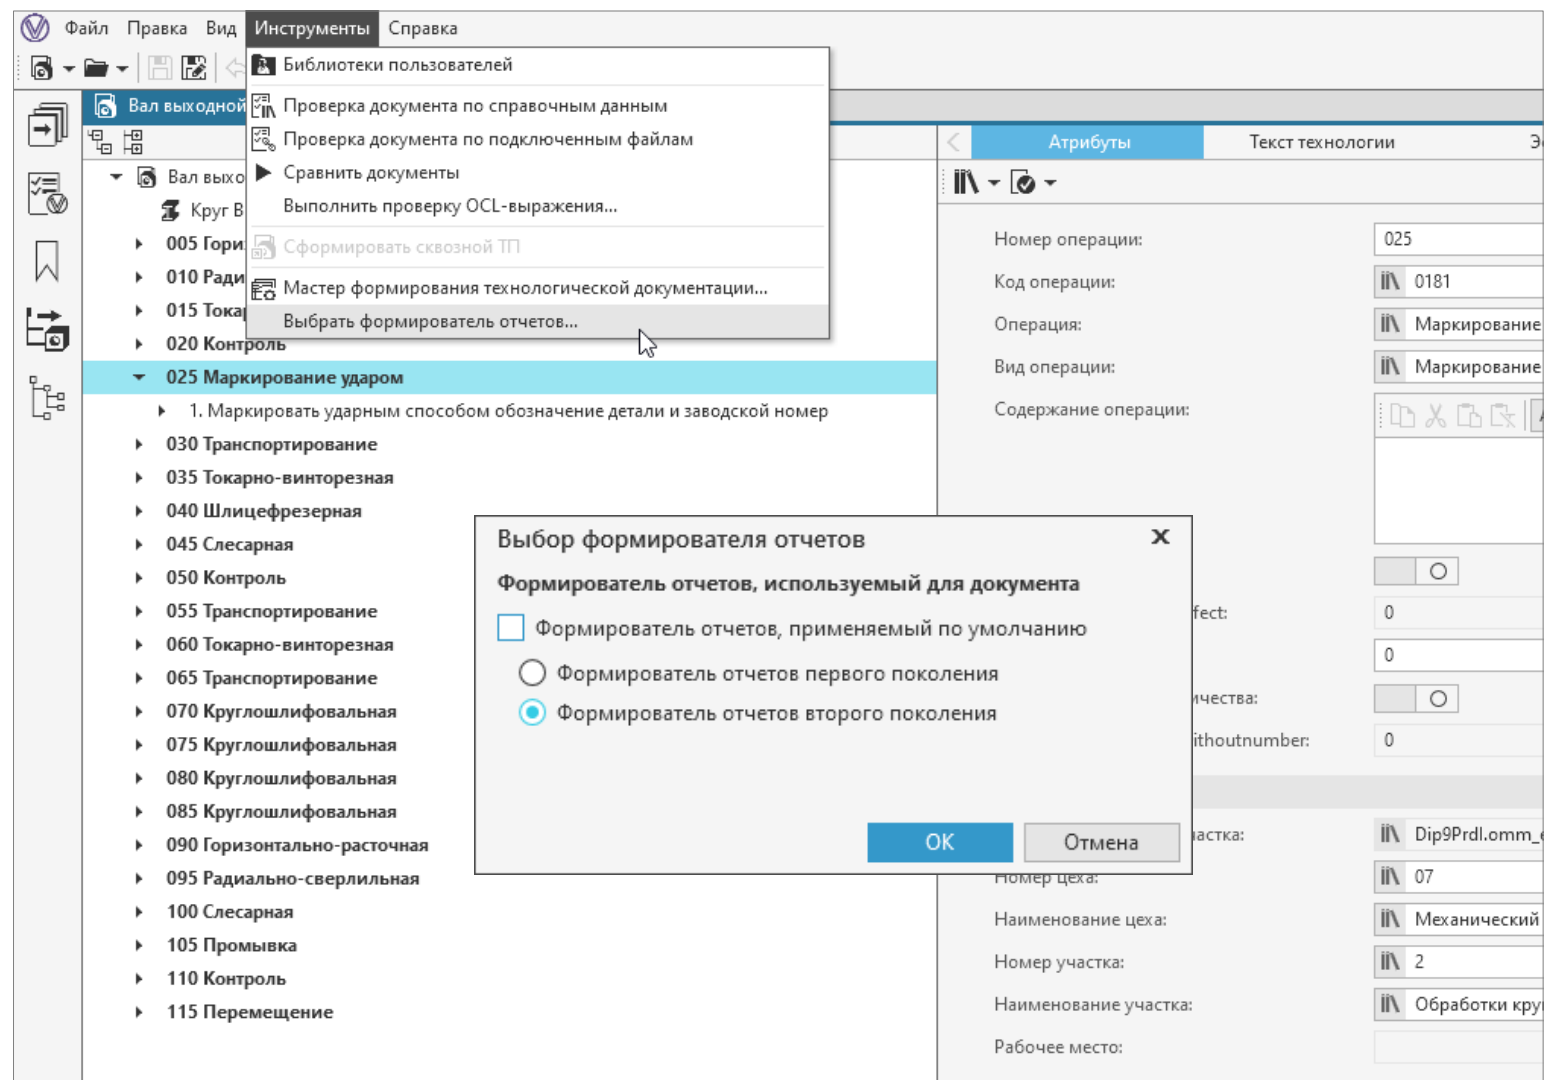 Файл Правка Вид Инструменты Справка
Библиотеки пользователей
Проверка документа по справочным данным
Проверка документа по подключенным файлам
Сравнить документы
Выполнить проверку OCL-выражения...
Сформировать сквозной ТП
Мастер формирования технологической документации...
Выбрать формирователь отчетов...
Вал выходной
Вал выхо
Круг В
005 Гори
010 Ради
015 Тока
020 Контроль
025 Маркирование ударом
1. Маркировать ударным способом обозначение детали и заводской номер
030 Транспортирование
035 Токарно-винторезная
040 Шлицефрезерная
045 Слесарная
050 Контроль
055 Транспортирование
060 Токарно-винторезная
065 Транспортирование
070 Круглошлифовальная
075 Круглошлифовальная
080 Круглошлифовальная
085 Круглошлифовальная
090 Горизонтально-расточная
095 Радиально-сверлильная
100 Слесарная
105 Промывка
110 Контроль
115 Перемещение
Выбор формирователя отчетов
Формирователь отчетов, используемый для документа
Формирователь отчетов, применяемый по умолчанию
Формирователь отчетов первого поколения
Формирователь отчетов второго поколения
ОК Отмена
Атрибуты Текст технологии Э
Номер операции: 025
Код операции: 0181
Операция: Маркирование
Вид операции: Маркирование
Содержание операции:
fect: 0
0
ичества:
ithoutnumber: 0
астка: Dip9Prdl.omm_
Номер цеха: 07
Наименование цеха: Механический
Номер участка: 2
Наименование участка: Обработки кру
Рабочее место: